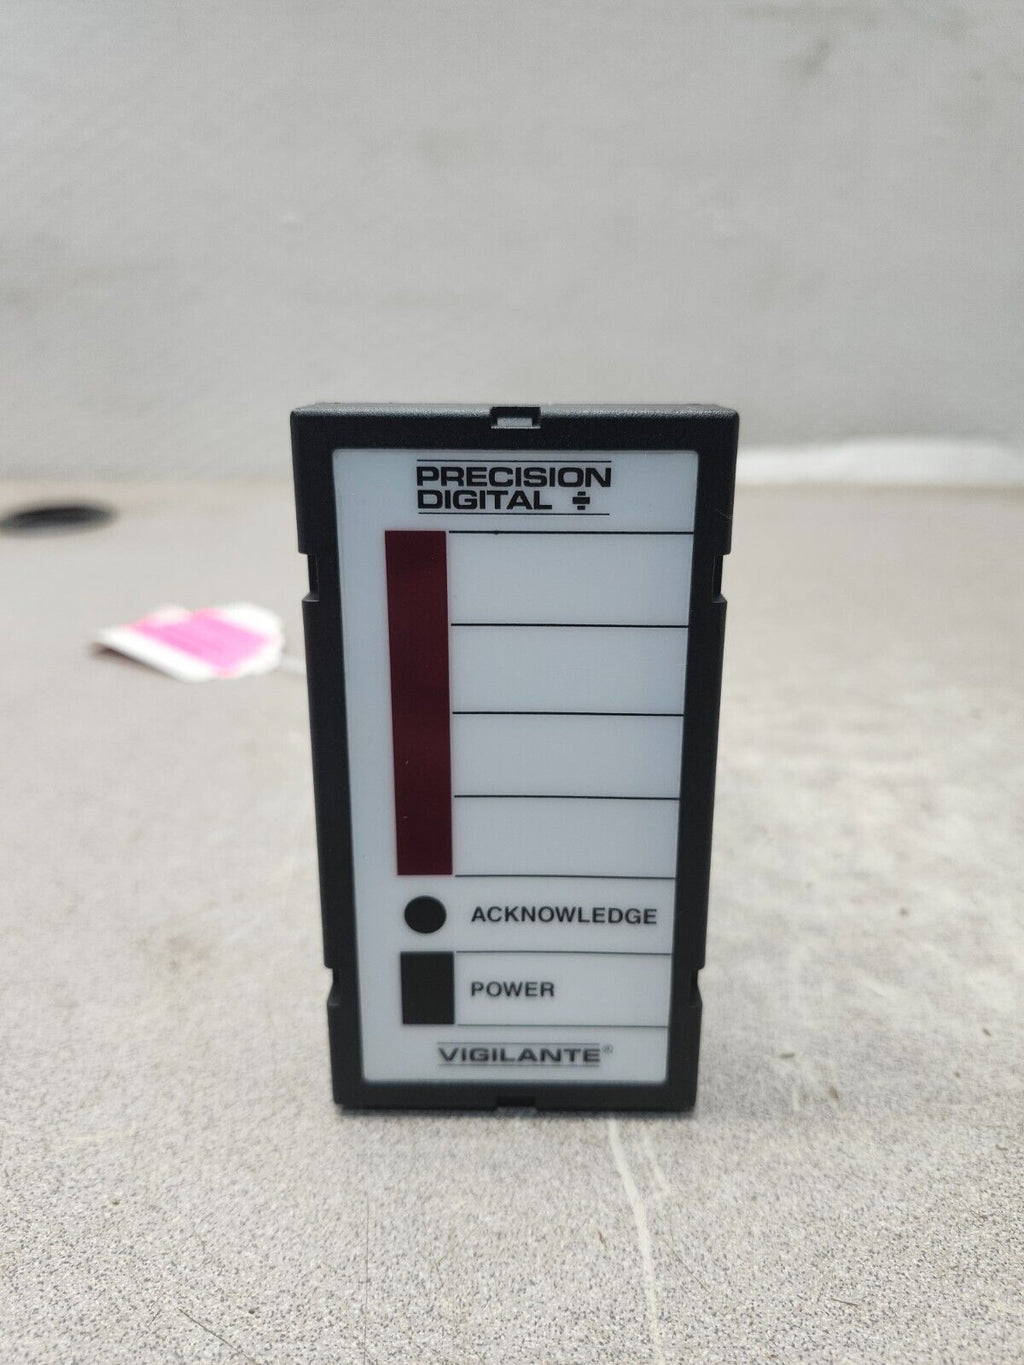 PRECISION
DIGITAL
ACKNOWLEDGE
POWER
VIGILANTE®